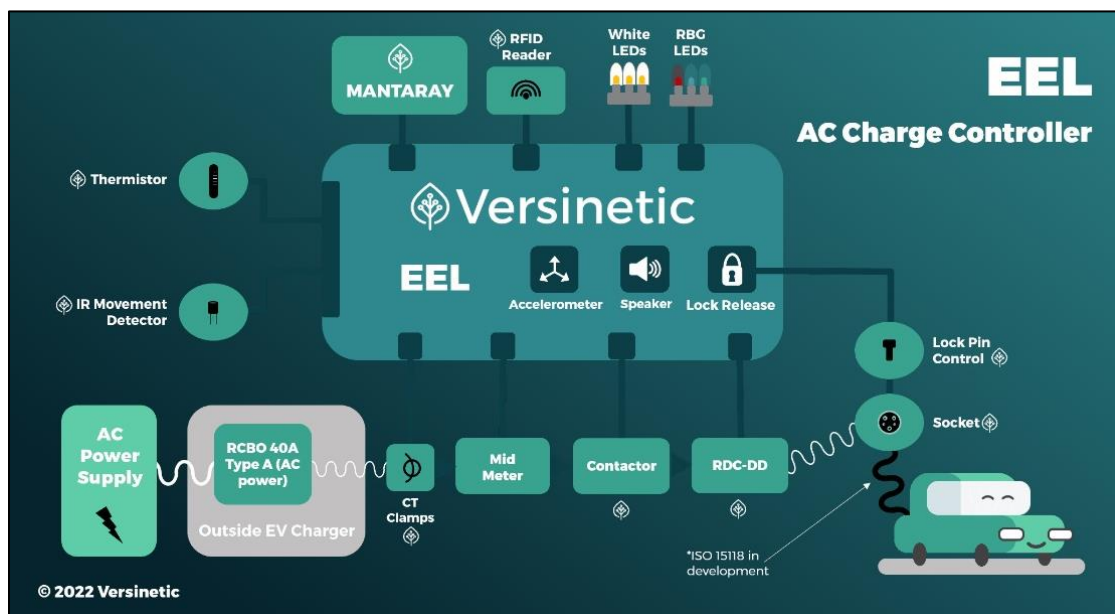 EEL
AC Charge Controller
MANTARAY
RFID
Reader
White
LEDs
RBG
LEDs
Thermistor
IR Movement
Detector
Versinetic
EEL
Accelerometer
Speaker
Lock Release
Lock Pin
Control
Socket
AC
Power
Supply
RCBO 40A
Type A (AC
power)
Outside EV Charger
CT
Clamps
Mid
Meter
Contactor
RDC-DD
*ISO 15118 in
development
© 2022 Versinetic